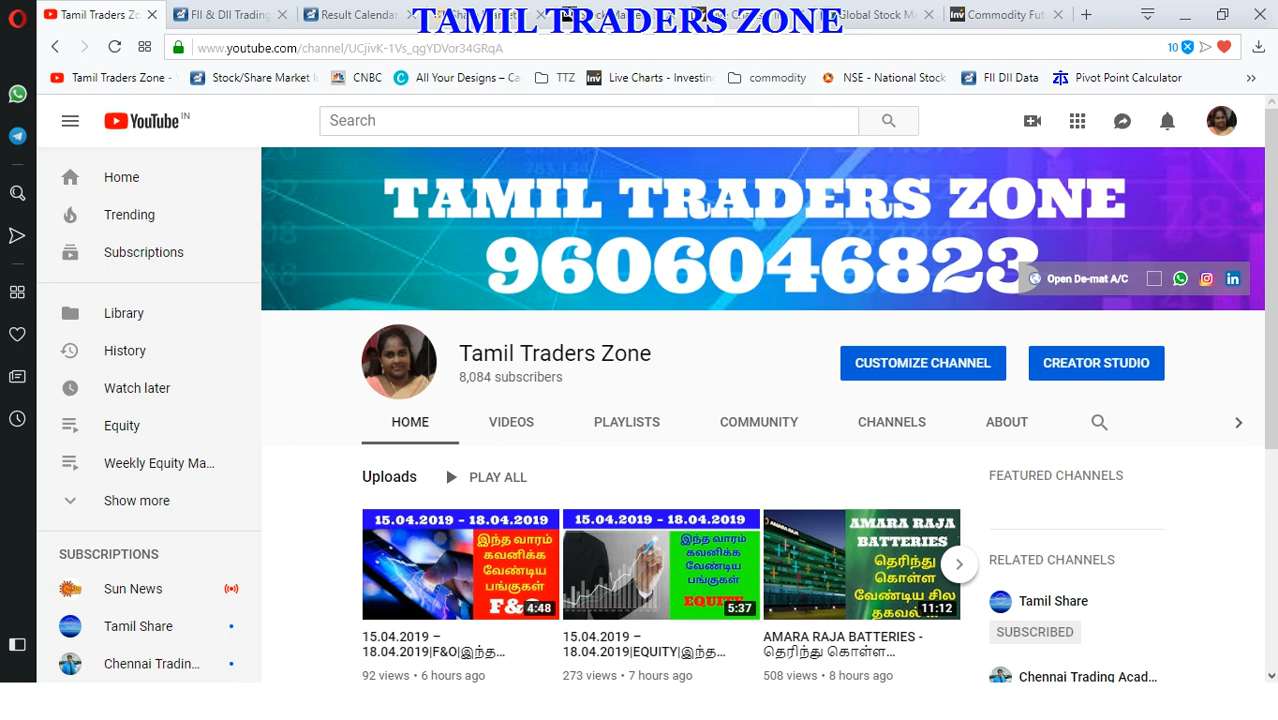 TAMIL TRADERS ZONE
Tamil Traders Zo
FII & DII Trading
Result Calendar
Global Stock M
Commodity Fut
www.youtube.com/channel/UCjivK-1Vs_qgYDVor34GRqA
10
Tamil Traders Zone -
Stock/Share Market I
CNBC
All Your Designs – Ca
TTZ
Live Charts - Investin
commodity
NSE - National Stock
FII DII Data
Pivot Point Calculator
YouTube IN
Search
Home
Trending
Subscriptions
Library
History
Watch later
Equity
Weekly Equity Ma...
Show more
SUBSCRIPTIONS
Sun News
Tamil Share
Chennai Tradin...
TAMIL TRADERS ZONE
9606046823
Open De-mat A/C
Tamil Traders Zone
8,084 subscribers
CUSTOMIZE CHANNEL
CREATOR STUDIO
HOME VIDEOS PLAYLISTS COMMUNITY CHANNELS ABOUT
Uploads PLAY ALL
15.04.2019 - 18.04.2019
இந்த வாரம்
கவனிக்க
வேண்டிய
பங்குகள்
F&O
4:48
15.04.2019 –
18.04.2019|F&O|இந்த...
92 views • 6 hours ago
15.04.2019 - 18.04.2019
இந்த வாரம்
கவனிக்க
வேண்டிய
பங்குகள்
EQUITY
5:37
15.04.2019 –
18.04.2019|EQUITY|இந்த...
273 views • 7 hours ago
AMARA RAJA
BATTERIES
தெரிந்து
கொள்ள
வேண்டிய சில
தகவல்
11:12
AMARA RAJA BATTERIES -
தெரிந்து கொள்ள...
508 views • 8 hours ago
FEATURED CHANNELS
RELATED CHANNELS
Tamil Share
SUBSCRIBED
Chennai Trading Acad...